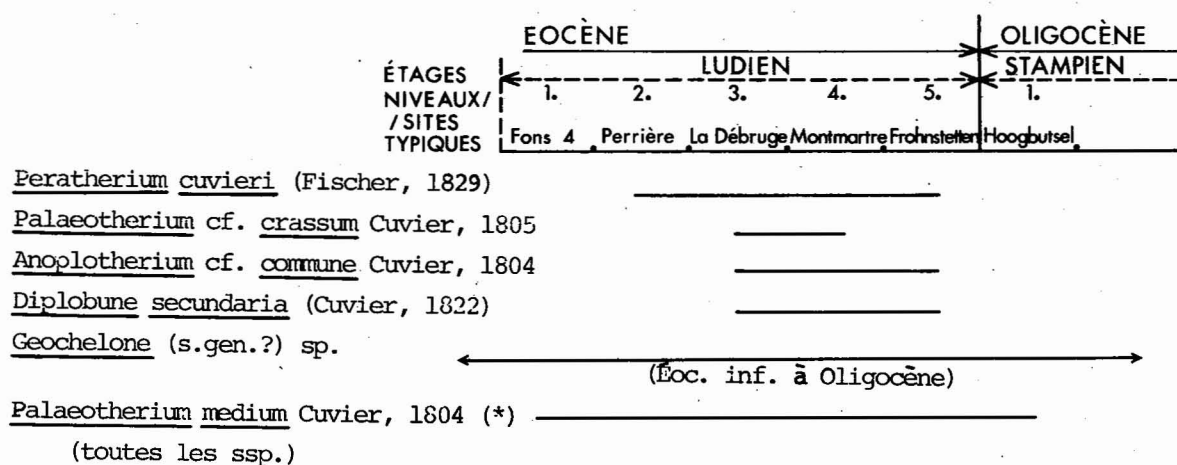 EOCÈNE OLIGOCÈNE
ÉTAGES LUDIEN STAMPIEN
NIVEAUX/ 1. 2. 3. 4. 5. 1.
/SITES
TYPIQUES Fons 4 Perrière La Débruge Montmartre Frohnstetten Hoogbutsel
Peratherium cuvieri (Fischer, 1829)
Palaeotherium cf. crassum Cuvier, 1805
Anoplotherium cf. commune Cuvier, 1804
Diplobune secundaria (Cuvier, 1822)
Geochelone (s.gen.?) sp.
(Éoc. inf. à Oligocène)
Palaeotherium medium Cuvier, 1804 (*)
(toutes les ssp.)